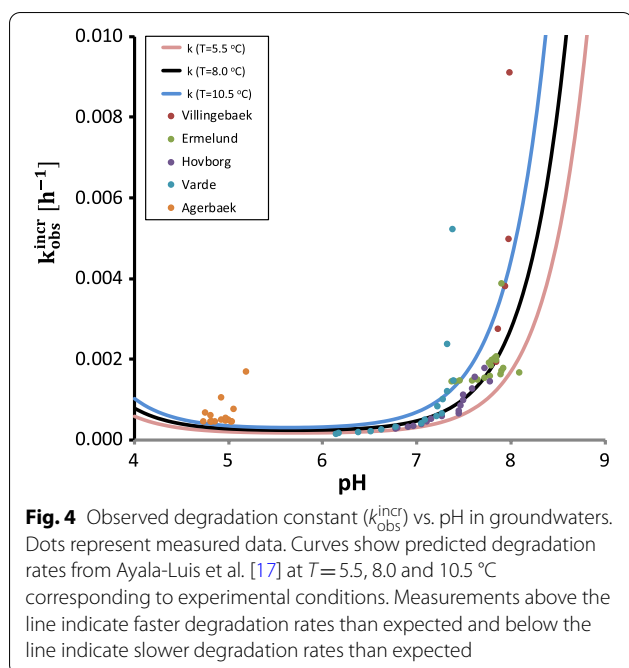 0.010
0.008
0.006
0.004
0.002
0.000
k (T=5.5 °C)
k (T=8.0 °C)
k (T=10.5 °C)
Villingebaek
Ermelund
Hovborg
Varde
Agerbaek
k_obs^incr [h⁻¹]
4 5 6 7 8 9
pH
Fig. 4 Observed degradation constant (k_obs^incr) vs. pH in groundwaters.
Dots represent measured data. Curves show predicted degradation
rates from Ayala-Luis et al. [17] at T = 5.5, 8.0 and 10.5 °C
corresponding to experimental conditions. Measurements above the
line indicate faster degradation rates than expected and below the
line indicate slower degradation rates than expected